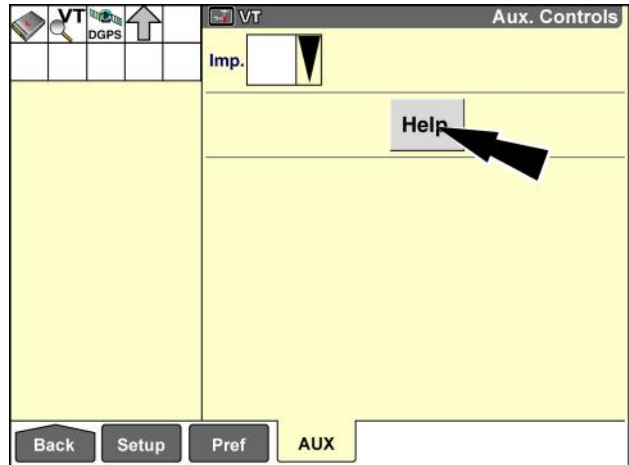 VT
DGPS
VT
Aux. Controls
Imp.
Help
Back
Setup
Pref
AUX